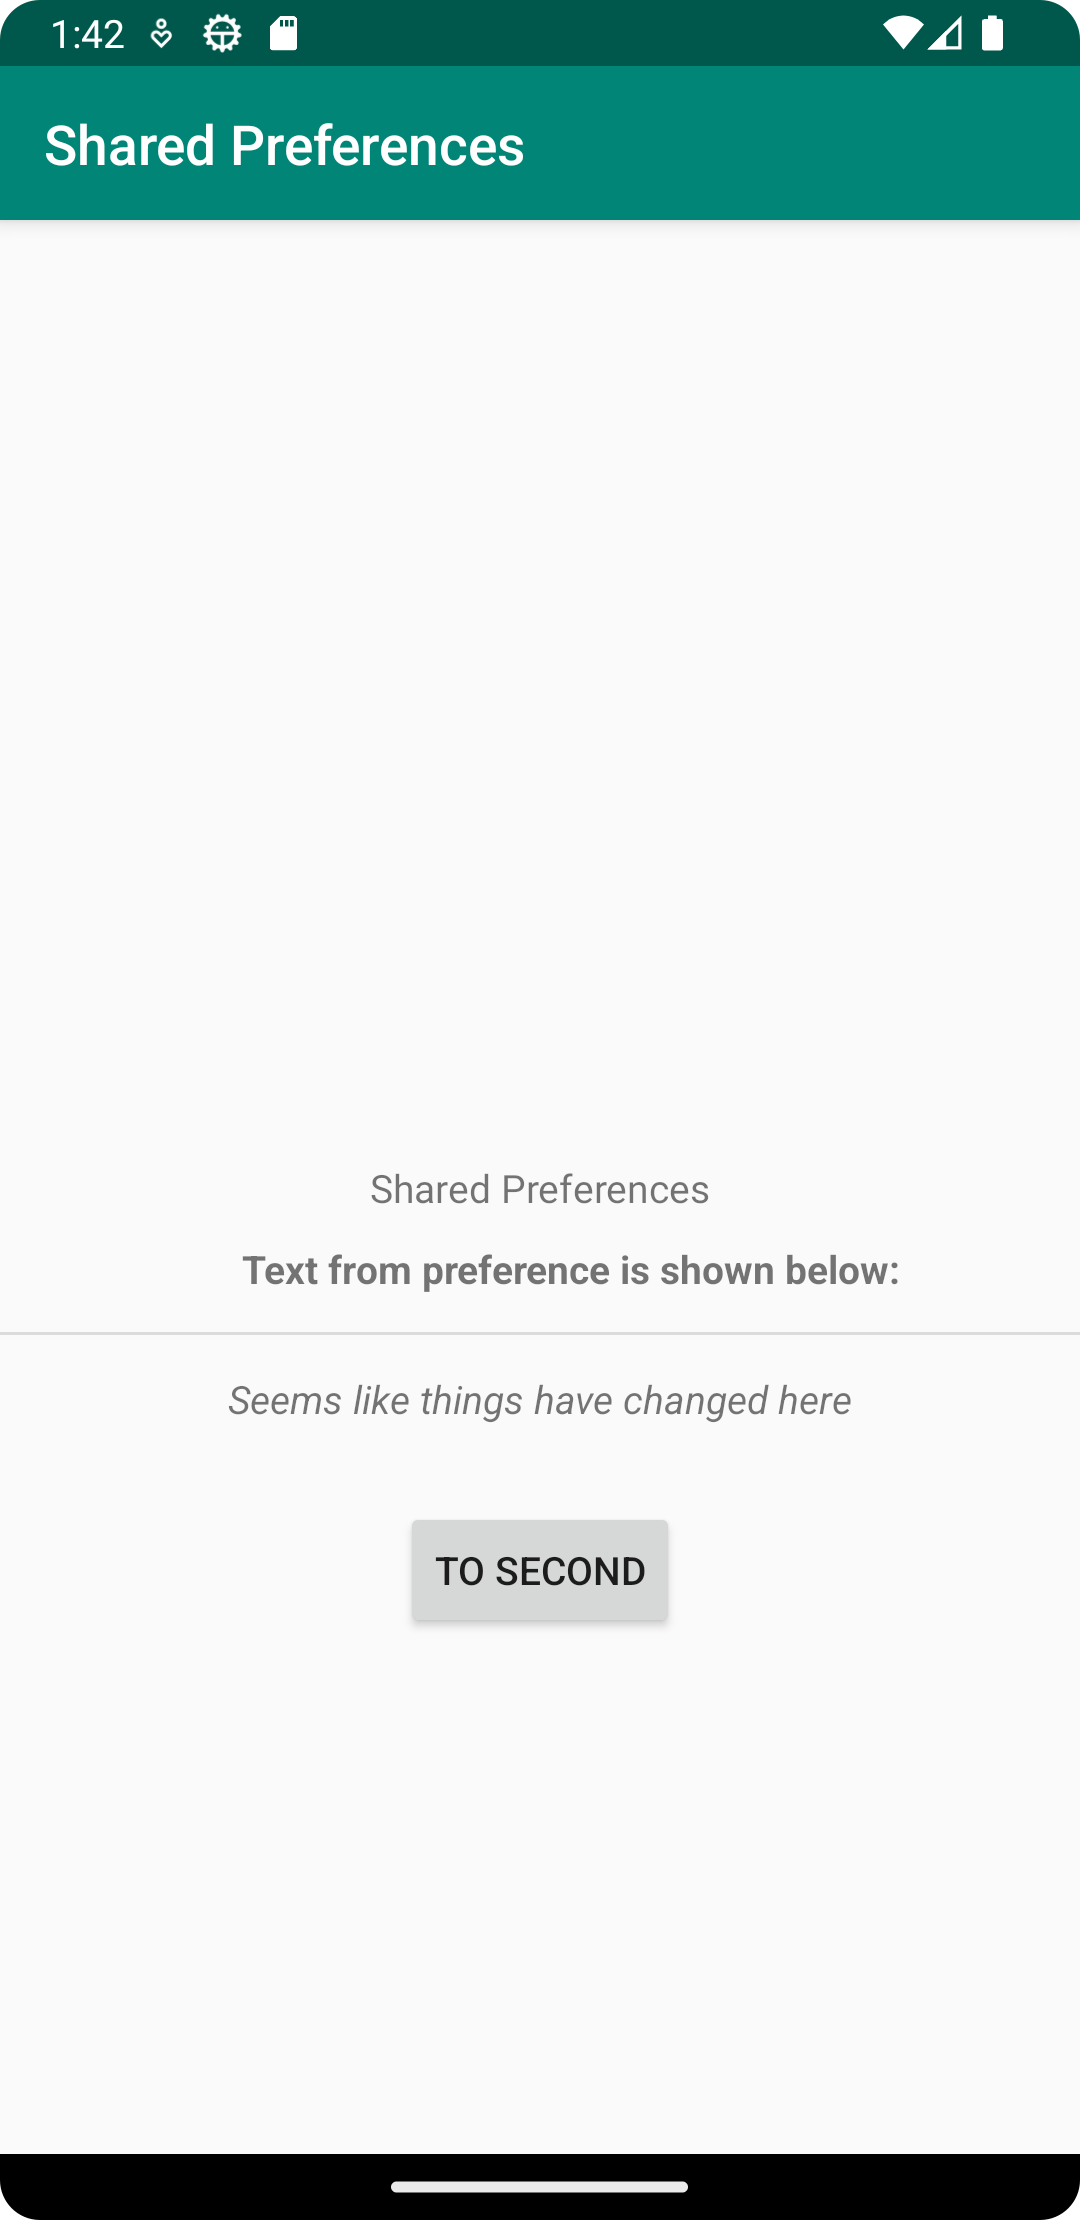 1:42
Shared Preferences
Shared Preferences
Text from preference is shown below:
Seems like things have changed here
TO SECOND